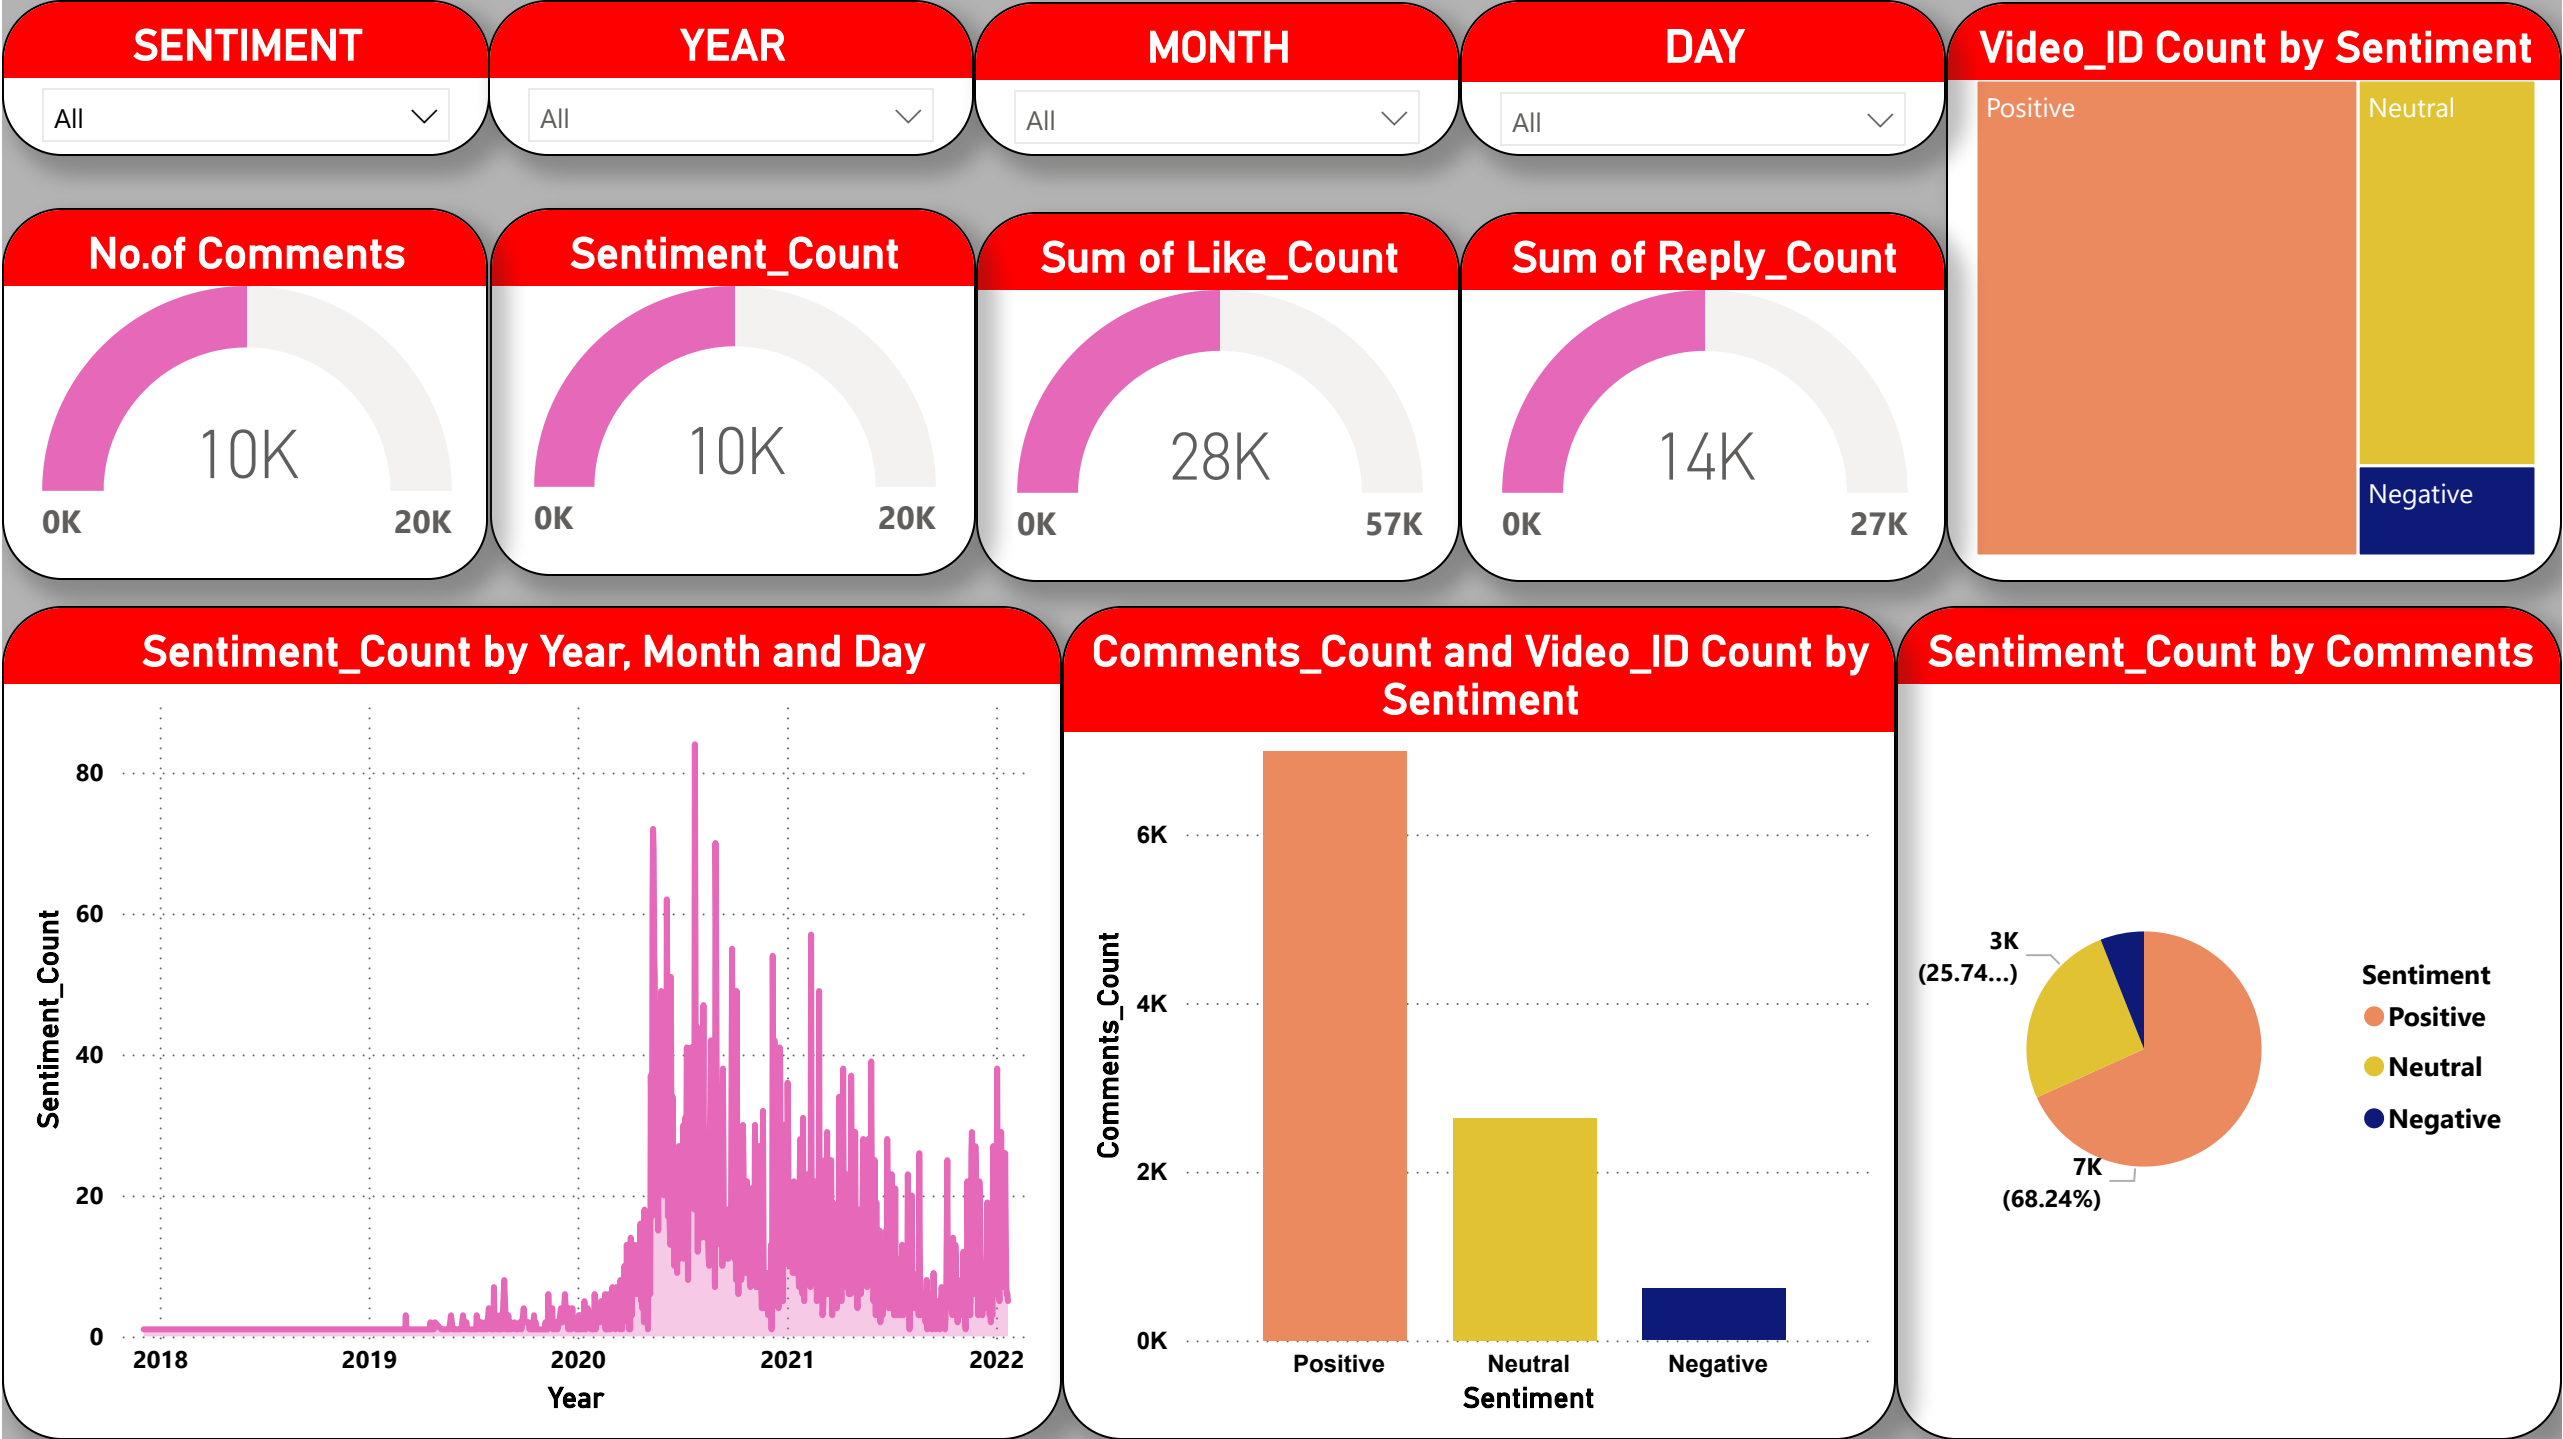 SENTIMENT
All
YEAR
All
MONTH
All
DAY
All
Video_ID Count by Sentiment
Positive
Neutral
Negative
No.of Comments
10K
0K
20K
Sentiment_Count
10K
0K
20K
Sum of Like_Count
28K
0K
57K
Sum of Reply_Count
14K
0K
27K
Sentiment_Count by Year, Month and Day
Sentiment_Count
80
60
40
20
0
2018
2019
2020
2021
2022
Year
Comments_Count and Video_ID Count by
Sentiment
Comments_Count
6K
4K
2K
0K
Positive
Neutral
Negative
Sentiment
Sentiment_Count by Comments
3K
(25.74...)
7K
(68.24%)
Sentiment
Positive
Neutral
Negative